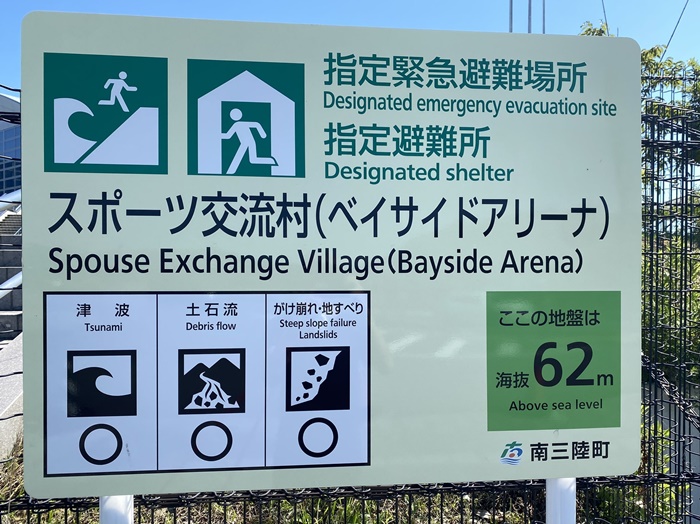 指定緊急避難場所
Designated emergency evacuation site
指定避難所
Designated shelter
スポーツ交流村(ベイサイドアリーナ)
Spouse Exchange Village(Bayside Arena)
津 波
Tsunami
土石流
Debris flow
がけ崩れ・地すべり
Steep slope failure
Landslids
ここの地盤は
海抜62m
Above sea level
南三陸町